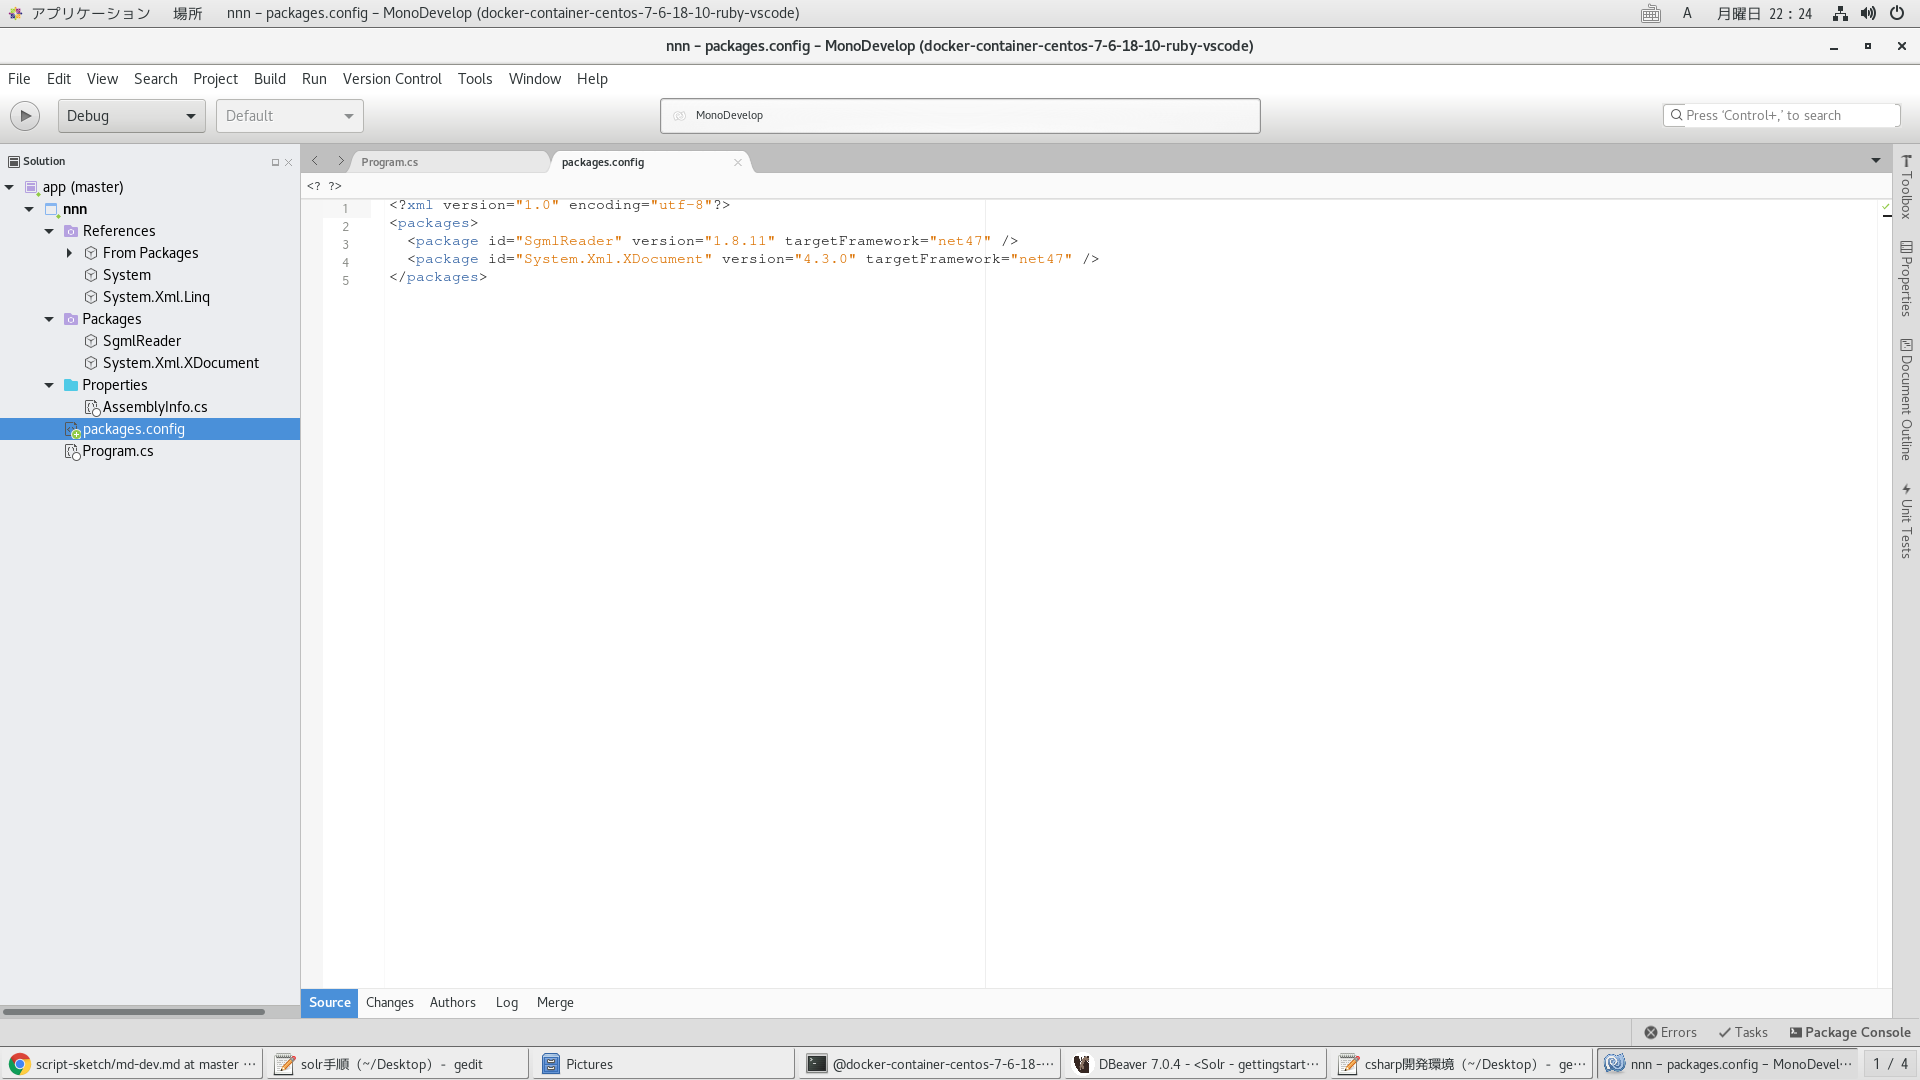 アプリケーション 場所 nnn – packages.config – MonoDevelop (docker-container-centos-7-6-18-10-ruby-vscode) A 月曜日 22：24
nnn – packages.config – MonoDevelop (docker-container-centos-7-6-18-10-ruby-vscode)
File Edit View Search Project Build Run Version Control Tools Window Help
Debug Default MonoDevelop Press 'Control+,' to search
Solution
Program.cs packages.config
<? ?>
app (master)
nnn
References
From Packages
System
System.Xml.Linq
Packages
SgmlReader
System.Xml.XDocument
Properties
AssemblyInfo.cs
packages.config
Program.cs
1 <?xml version="1.0" encoding="utf-8"?>
2 <packages>
3 <package id="SgmlReader" version="1.8.11" targetFramework="net47" />
4 <package id="System.Xml.XDocument" version="4.3.0" targetFramework="net47" />
5 </packages>
Toolbox
Properties
Document Outline
Unit Tests
Source Changes Authors Log Merge
Errors Tasks Package Console
script-sketch/md-dev.md at master ··· solr手順（~/Desktop） - gedit Pictures @docker-container-centos-7-6-18-··· DBeaver 7.0.4 - <Solr - gettingstart··· csharp開発環境（~/Desktop） - ge··· nnn – packages.config – MonoDevel··· 1 / 4